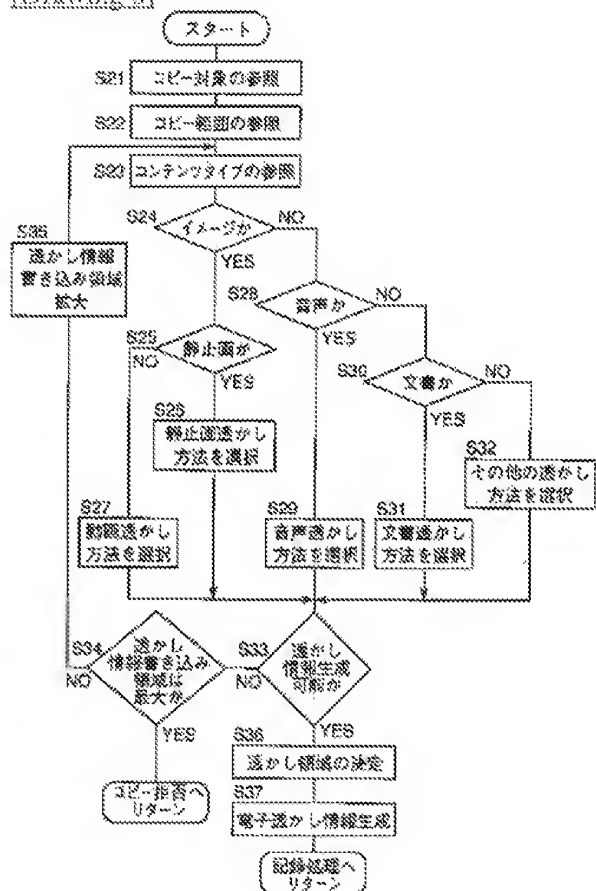 [Drawing 9]
スタート
S21
コピー対象の参照
S22
コピー範囲の参照
S23
コンテンツタイプの参照
S24
イメージか
NO
YES
S35
透かし情報
書き込み領域
拡大
S28
音声か
NO
YES
S25
静止画か
NO
YES
S30
文書か
NO
YES
S26
静止画透かし
方法を選択
S32
その他の透かし
方法を選択
S27
動画透かし
方法を選択
S29
音声透かし
方法を選択
S31
文書透かし
方法を選択
S34
透かし
情報書き込み
領域は
最大か
NO
YES
S33
透かし
情報生成
可能か
NO
YES
S36
透かし領域の決定
コピー拒否へ
リターン
S37
電子透かし情報生成
記録処理へ
リターン